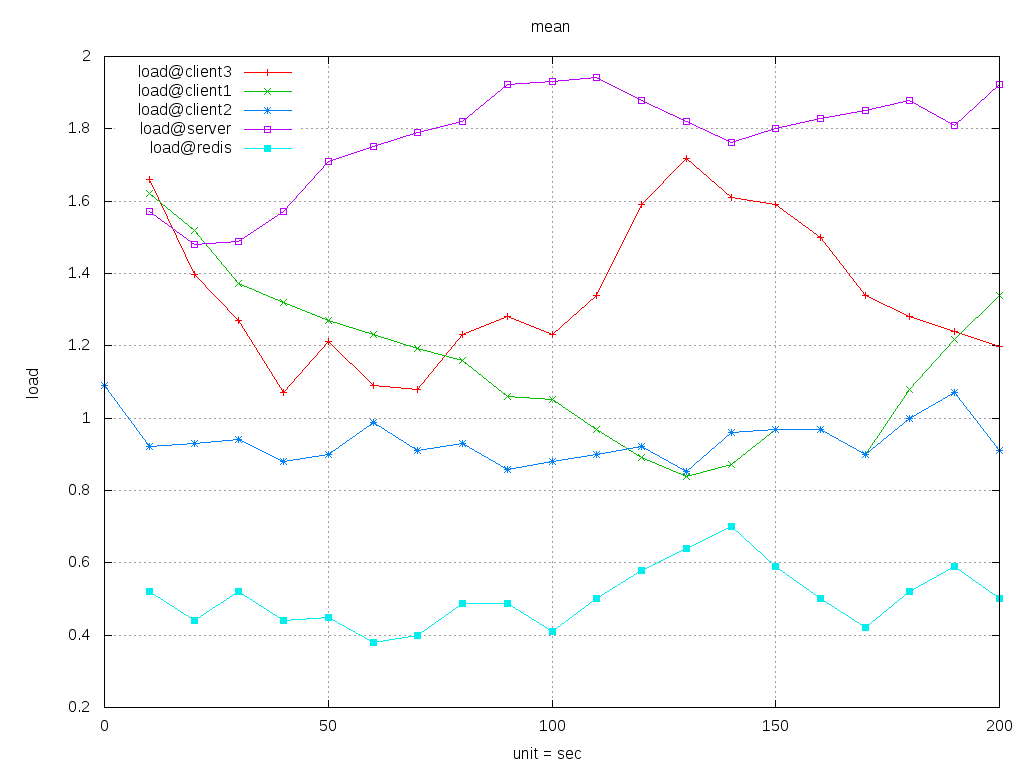 mean
2
1.8
1.6
1.4
1.2
1
0.8
0.6
0.4
0.2
load
load@client3
load@client1
load@client2
load@server
load@redis
0 50 100 150 200
unit = sec